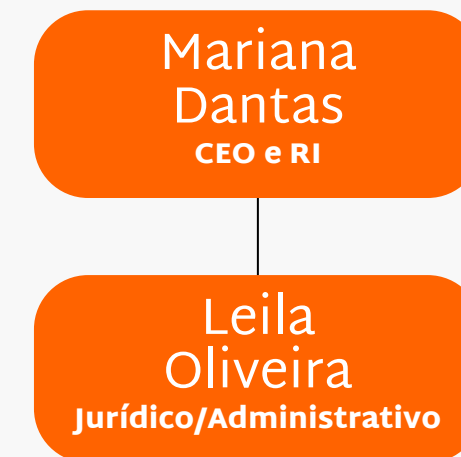 Mariana
Dantas
CEO e RI
Leila
Oliveira
Jurídico/Administrativo